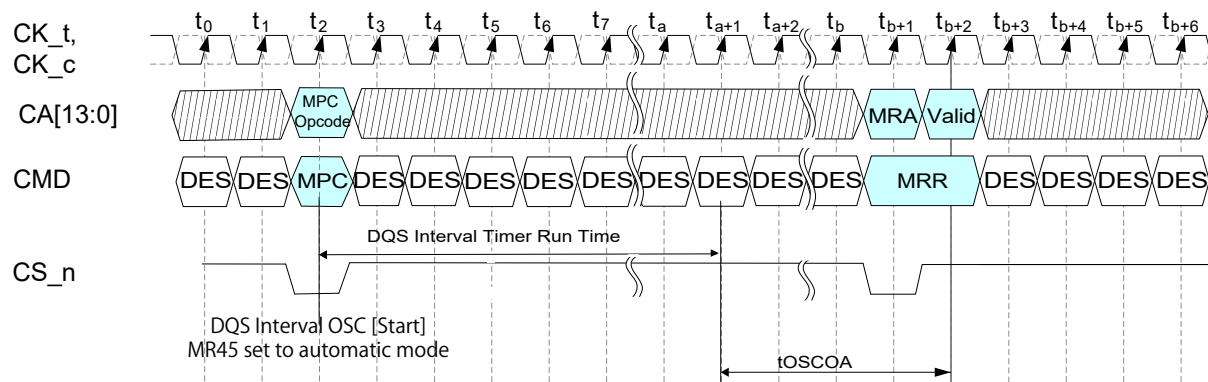 CK_t,
CK_c
t0 t1 t2 t3 t4 t5 t6 t7 ta ta+1 ta+2 tb tb+1 tb+2 tb+3 tb+4 tb+5 tb+6
CA[13:0]
MPC
Opcode
MRA Valid
CMD
DES DES MPC DES DES DES DES DES DES DES DES DES MRR DES DES DES DES
DQS Interval Timer Run Time
CS_n
DQS Interval OSC [Start]
MR45 set to automatic mode
tOSCOA